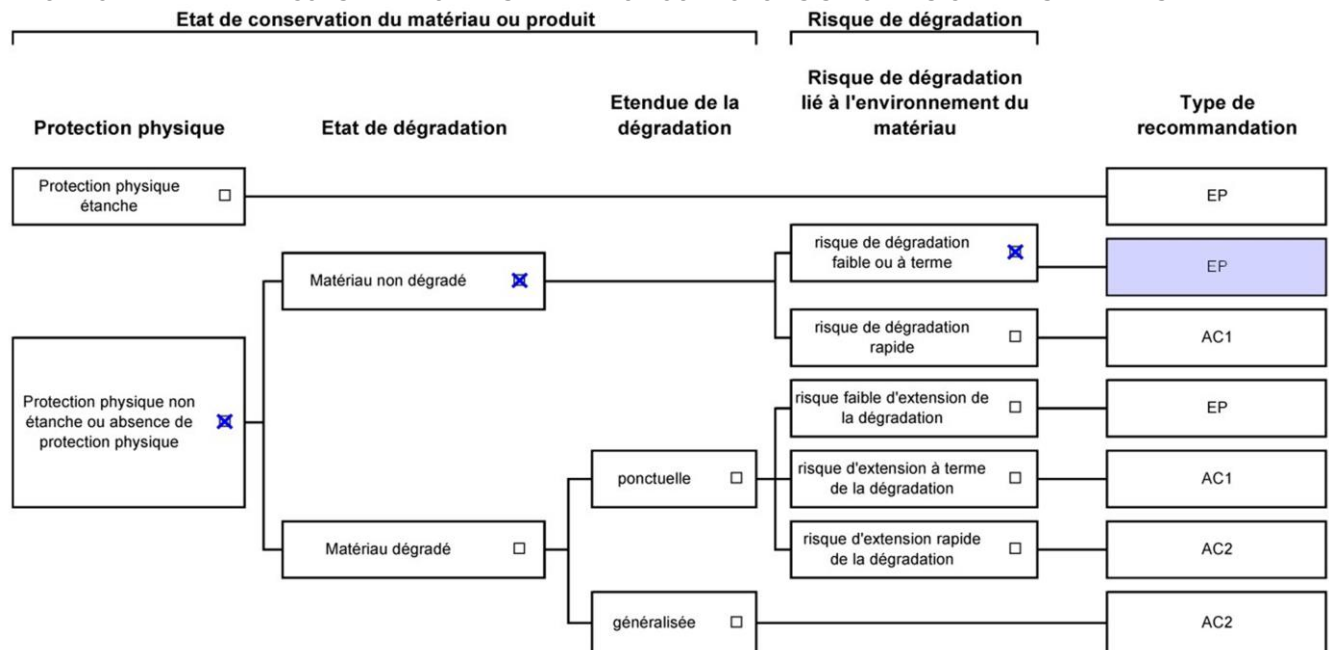 Etat de conservation du matériau ou produit
Risque de dégradation
Protection physique
Etat de dégradation
Etendue de la
dégradation
Risque de dégradation
lié à l'environnement du
matériau
Type de
recommandation
Protection physique
étanche
EP
risque de dégradation
faible ou à terme
EP
Matériau non dégradé
risque de dégradation
rapide
AC1
Protection physique non
étanche ou absence de
protection physique
risque faible d'extension de
la dégradation
EP
ponctuelle
risque d'extension à terme
de la dégradation
AC1
Matériau dégradé
risque d'extension rapide
de la dégradation
AC2
généralisée
AC2